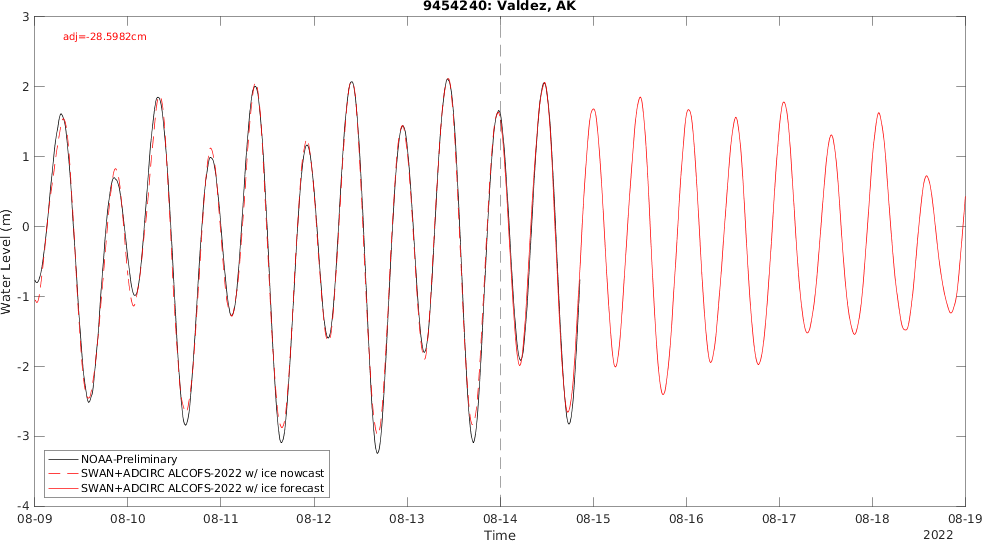 9454240: Valdez, AK
adj=-28.5982cm
3
2
1
0
-1
-2
-3
-4
Water Level (m)
NOAA-Preliminary
SWAN+ADCIRC ALCOFS-2022 w/ ice nowcast
SWAN+ADCIRC ALCOFS-2022 w/ ice forecast
08-09 08-10 08-11 08-12 08-13 08-14 08-15 08-16 08-17 08-18 08-19
Time
2022